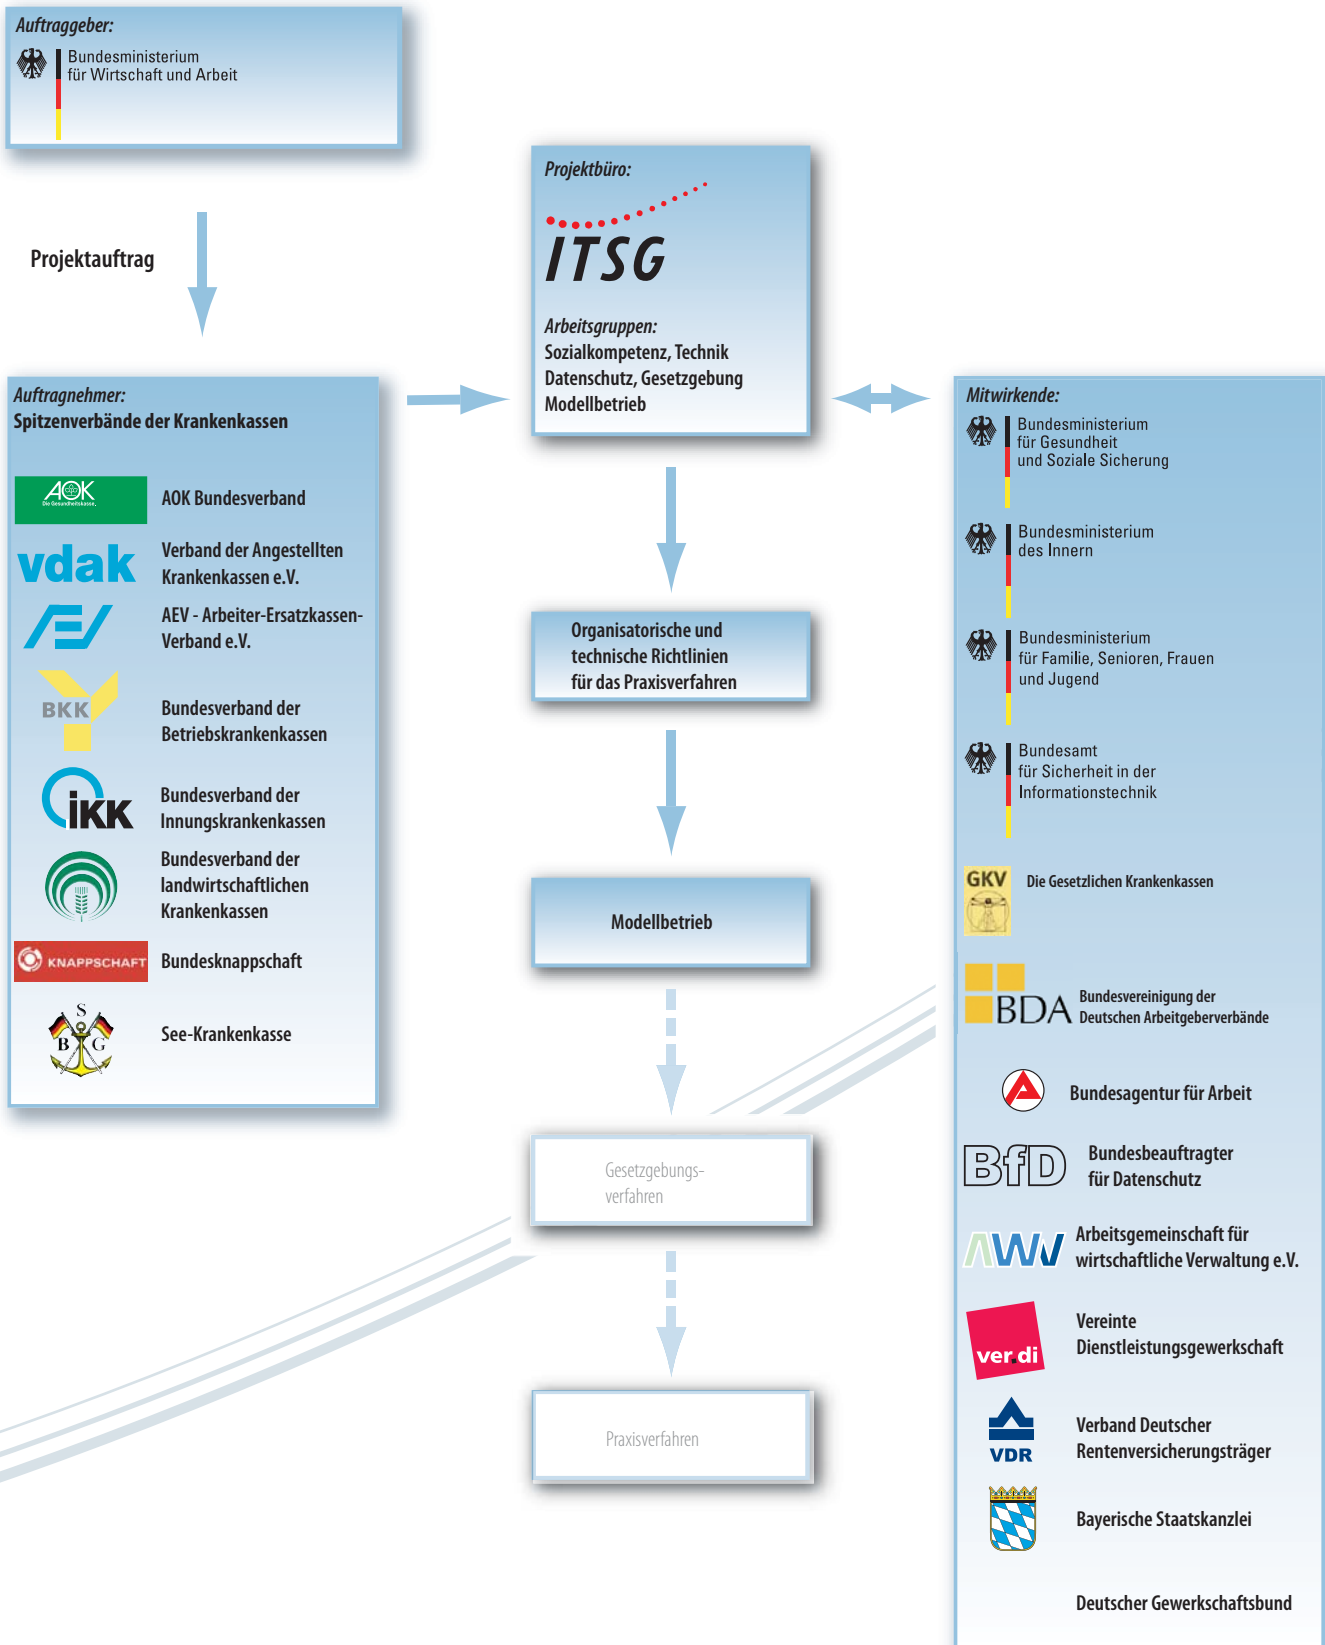 Auftraggeber:
Bundesministerium
für Wirtschaft und Arbeit
Projektauftrag
Auftragnehmer:
Spitzenverbände der Krankenkassen
AOK
Die Gesundheitskasse.
AOK Bundesverband
vdak
Verband der Angestellten
Krankenkassen e.V.
AEV
AEV - Arbeiter-Ersatzkassen-
Verband e.V.
BKK
Bundesverband der
Betriebskrankenkassen
iKK
Bundesverband der
Innungskrankenkassen
Bundesverband der
landwirtschaftlichen
Krankenkassen
KNAPPSCHAFT
Bundesknappschaft
S
B G
See-Krankenkasse
Projektbüro:
ITSG
Arbeitsgruppen:
Sozialkompetenz, Technik
Datenschutz, Gesetzgebung
Modellbetrieb
Organisatorische und
technische Richtlinien
für das Praxisverfahren
Modellbetrieb
Gesetzgebungs-
verfahren
Praxisverfahren
Mitwirkende:
Bundesministerium
für Gesundheit
und Soziale Sicherung
Bundesministerium
des Innern
Bundesministerium
für Familie, Senioren, Frauen
und Jugend
Bundesamt
für Sicherheit in der
Informationstechnik
GKV
Die Gesetzlichen Krankenkassen
BDA
Bundesvereinigung der
Deutschen Arbeitgeberverbände
Bundesagentur für Arbeit
BfD
Bundesbeauftragter
für Datenschutz
AWV
Arbeitsgemeinschaft für
wirtschaftliche Verwaltung e.V.
ver.di
Vereinte
Dienstleistungsgewerkschaft
VDR
Verband Deutscher
Rentenversicherungsträger
Bayerische Staatskanzlei
Deutscher Gewerkschaftsbund